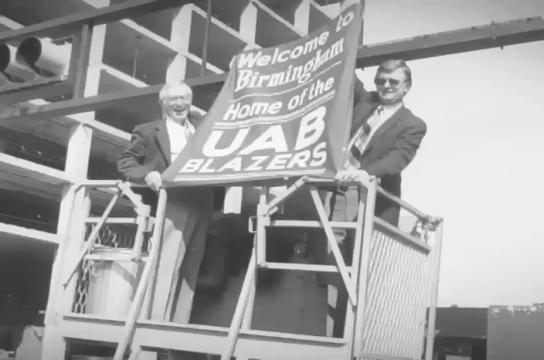 Welcome to
Birmingham
Home of the
UAB
BLAZERS